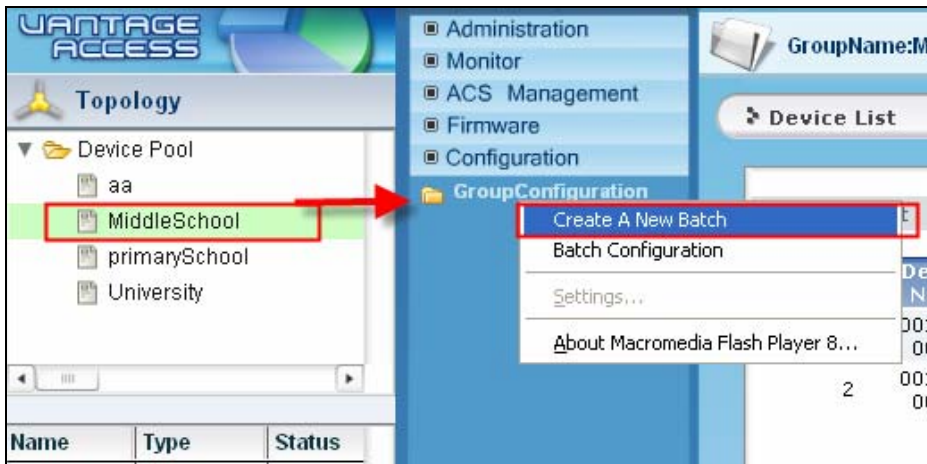 VANTAGE
ACCESS
Topology
Device Pool
aa
MiddleSchool
primarySchool
University
Name Type Status
Administration
Monitor
ACS Management
Firmware
Configuration
GroupConfiguration
Create A New Batch
Batch Configuration
Settings...
About Macromedia Flash Player 8...
GroupName:M
Device List
2